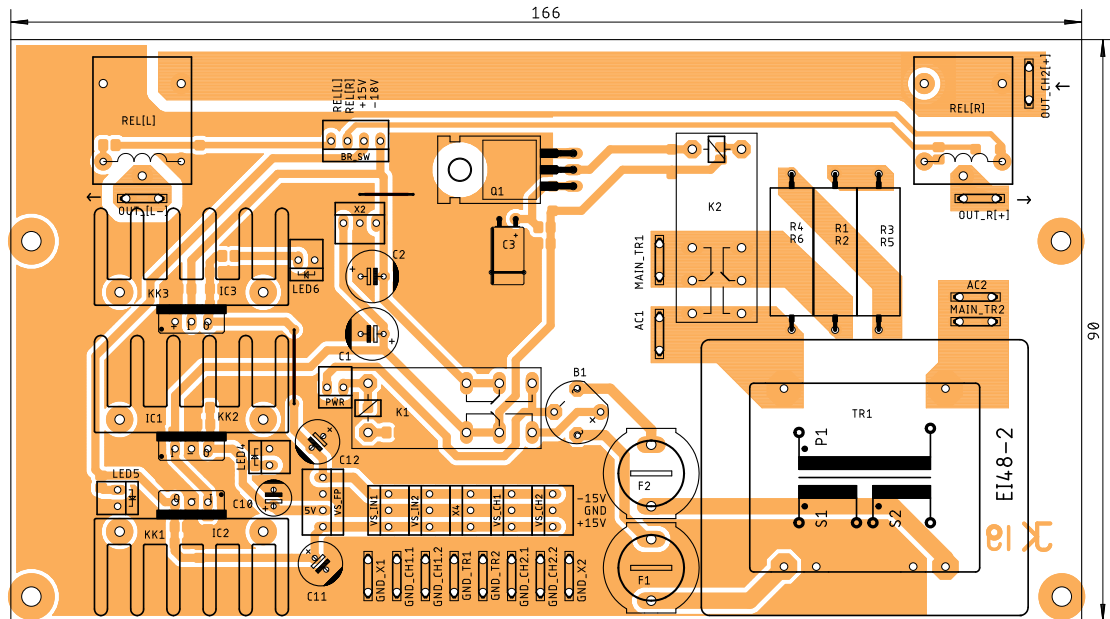 166
REL[L]
REL[R]
+15V
-18V
REL[L]
BR_SW
REL[R]
OUT_CH2[+]
OUT_[L-]
Q1
K2
OUT_R[+]
X2
C3
+
R4
R6
R1
R2
R3
R5
MAIN_TR1
AC1
AC2
MAIN_TR2
LED6
C2
+
KK3
IC3
+ I O
90
C1
+
B1
IC1
KK2
PWR
K1
TR1
P1
C12
+
- I O
LED4
LED5
F2
EI48-2
C10
+
5V
VS_FP
VS_IN1
VS_IN2
X4
VS_CH1
VS_CH2
-15V
GND
+15V
S1
S2
KK1
IC2
JK19
C11
+
GND_X1
GND_CH1.1
GND_CH1.2
GND_TR1
GND_TR2
GND_CH2.1
GND_CH2.2
GND_X2
F1